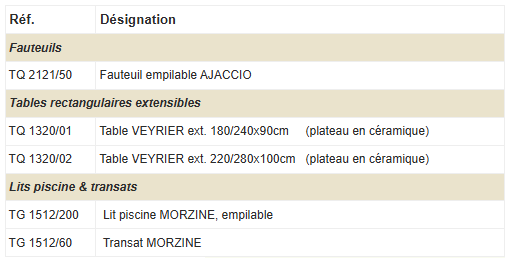 Réf. Désignation
Fauteuils
TQ 2121/50 Fauteuil empilable AJACCIO
Tables rectangulaires extensibles
TQ 1320/01 Table VEYRIER ext. 180/240x90cm (plateau en céramique)
TQ 1320/02 Table VEYRIER ext. 220/280x100cm (plateau en céramique)
Lits piscine & transats
TG 1512/200 Lit piscine MORZINE, empilable
TG 1512/60 Transat MORZINE